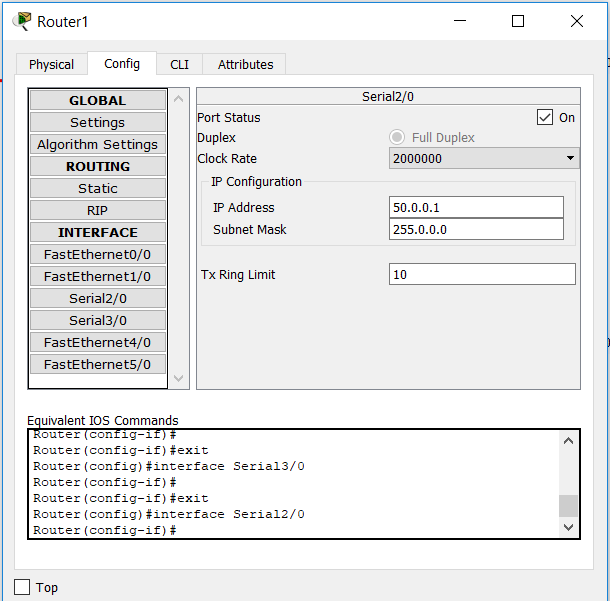 Router1
Physical Config CLI Attributes
GLOBAL
Settings
Algorithm Settings
ROUTING
Static
RIP
INTERFACE
FastEthernet0/0
FastEthernet1/0
Serial2/0
Serial3/0
FastEthernet4/0
FastEthernet5/0
Serial2/0
Port Status On
Duplex Full Duplex
Clock Rate 2000000
IP Configuration
IP Address 50.0.0.1
Subnet Mask 255.0.0.0
Tx Ring Limit 10
Equivalent IOS Commands
Router(config-if)#
Router(config-if)#exit
Router(config)#interface Serial3/0
Router(config-if)#
Router(config-if)#exit
Router(config)#interface Serial2/0
Router(config-if)#
Top